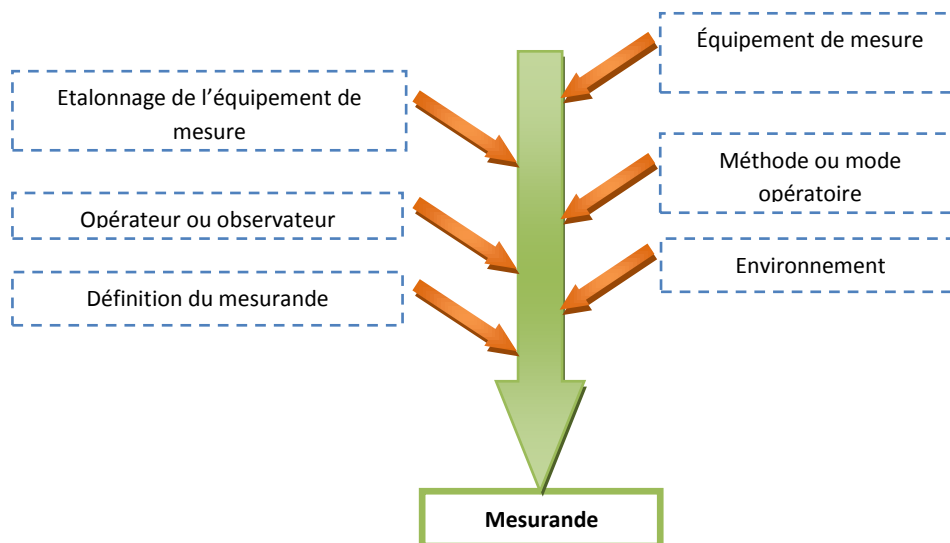 Équipement de mesure
Etalonnage de l'équipement de
mesure
Méthode ou mode
opératoire
Opérateur ou observateur
Environnement
Définition du mesurande
Mesurande